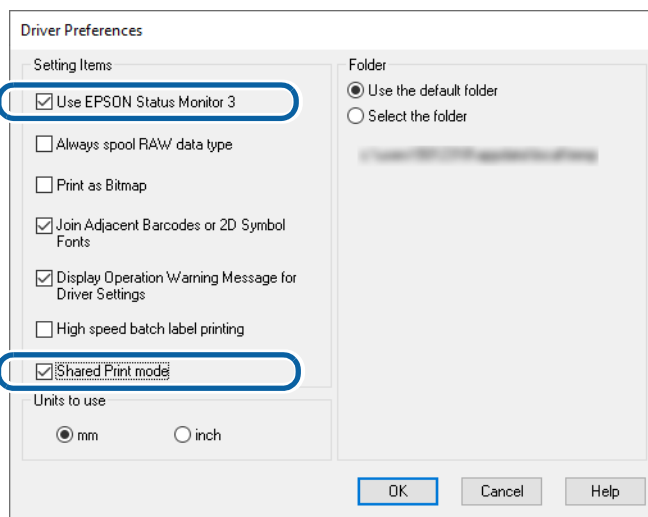 Driver Preferences
Setting Items
Use EPSON Status Monitor 3
Always spool RAW data type
Print as Bitmap
Join Adjacent Barcodes or 2D Symbol
Fonts
Display Operation Warning Message for
Driver Settings
High speed batch label printing
Shared Print mode
Units to use
mm
inch
Folder
Use the default folder
Select the folder
OK
Cancel
Help